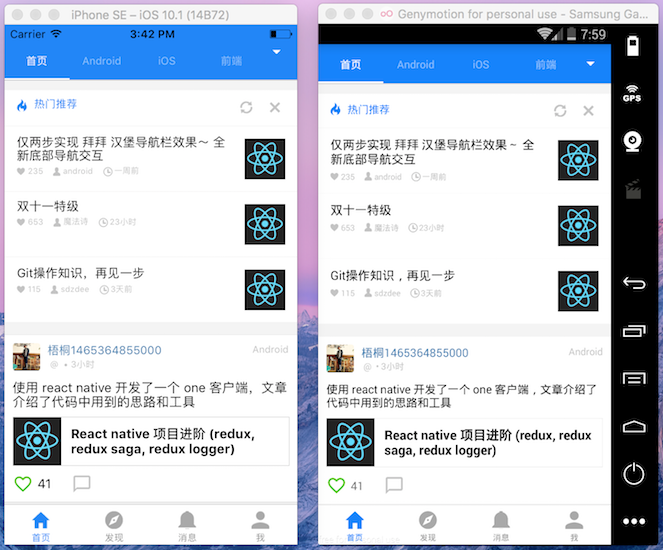 iPhone SE – iOS 10.1 (14B72)
Carrier 3:42 PM
首页 Android iOS 前端
热门推荐
仅两步实现 拜拜 汉堡导航栏效果～ 全
新底部导航交互
235 android 一周前
双十一特级
653 魔法诗 23小时
Git操作知识，再见一步
115 sdzdee 3天前
梧桐1465364855000 Android
@ • 3小时
使用 react native 开发了一个 one 客户端，文章
介绍了代码中用到的思路和工具
React native 项目进阶 (redux,
redux saga, redux logger)
41
首页 发现 消息 我
Genymotion for personal use - Samsung Ga...
7:59
首页 Android iOS 前端
热门推荐
仅两步实现 拜拜 汉堡导航栏效果～ 全
新底部导航交互
235 android 一周前
双十一特级
653 魔法诗 23小时
Git操作知识，再见一步
115 sdzdee 3天前
梧桐1465364855000 Android
@ • 3小时
使用 react native 开发了一个 one 客户端，文章介绍了
代码中用到的思路和工具
React native 项目进阶 (redux, redux
saga, redux logger)
41
首页 发现 消息 我
GPS